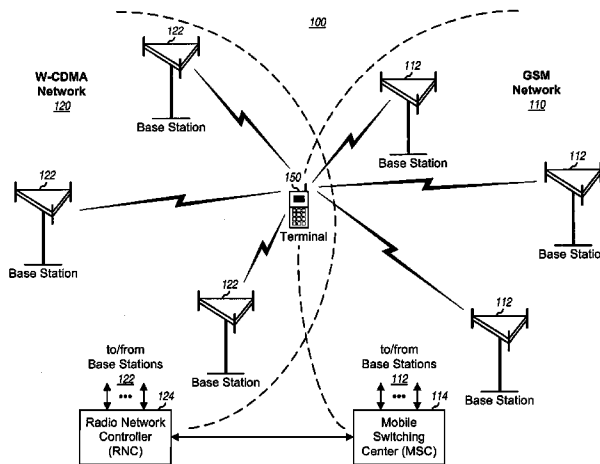 100
122
W-CDMA
Network
120
Base Station
112
GSM
Network
110
Base Station
122
Base Station
150
Terminal
112
Base Station
122
Base Station
112
Base Station
to/from
Base Stations
122
...
124
Radio Network
Controller
(RNC)
to/from
Base Stations
112
...
114
Mobile
Switching
Center (MSC)